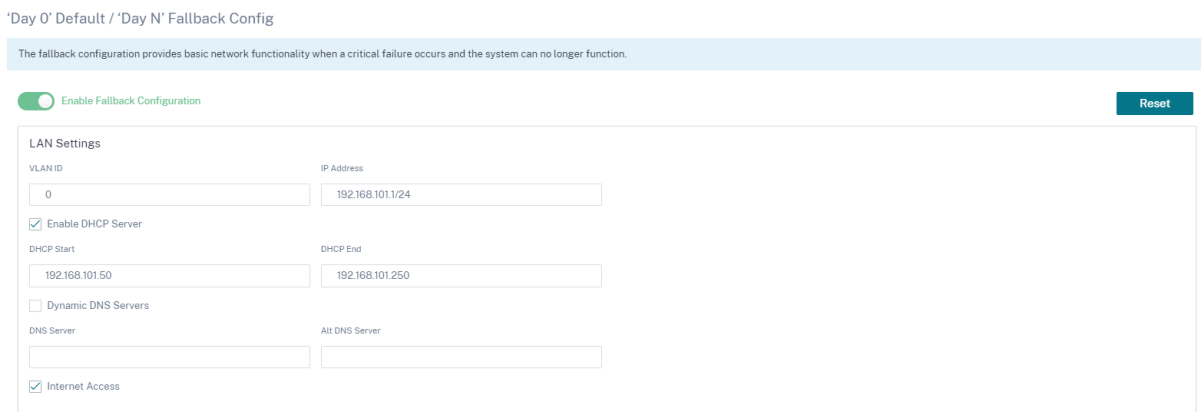 'Day 0' Default / 'Day N' Fallback Config
The fallback configuration provides basic network functionality when a critical failure occurs and the system can no longer function.
Enable Fallback Configuration
Reset
LAN Settings
VLAN ID IP Address
0 192.168.101.1/24
Enable DHCP Server
DHCP Start DHCP End
192.168.101.50 192.168.101.250
Dynamic DNS Servers
DNS Server Alt DNS Server
Internet Access